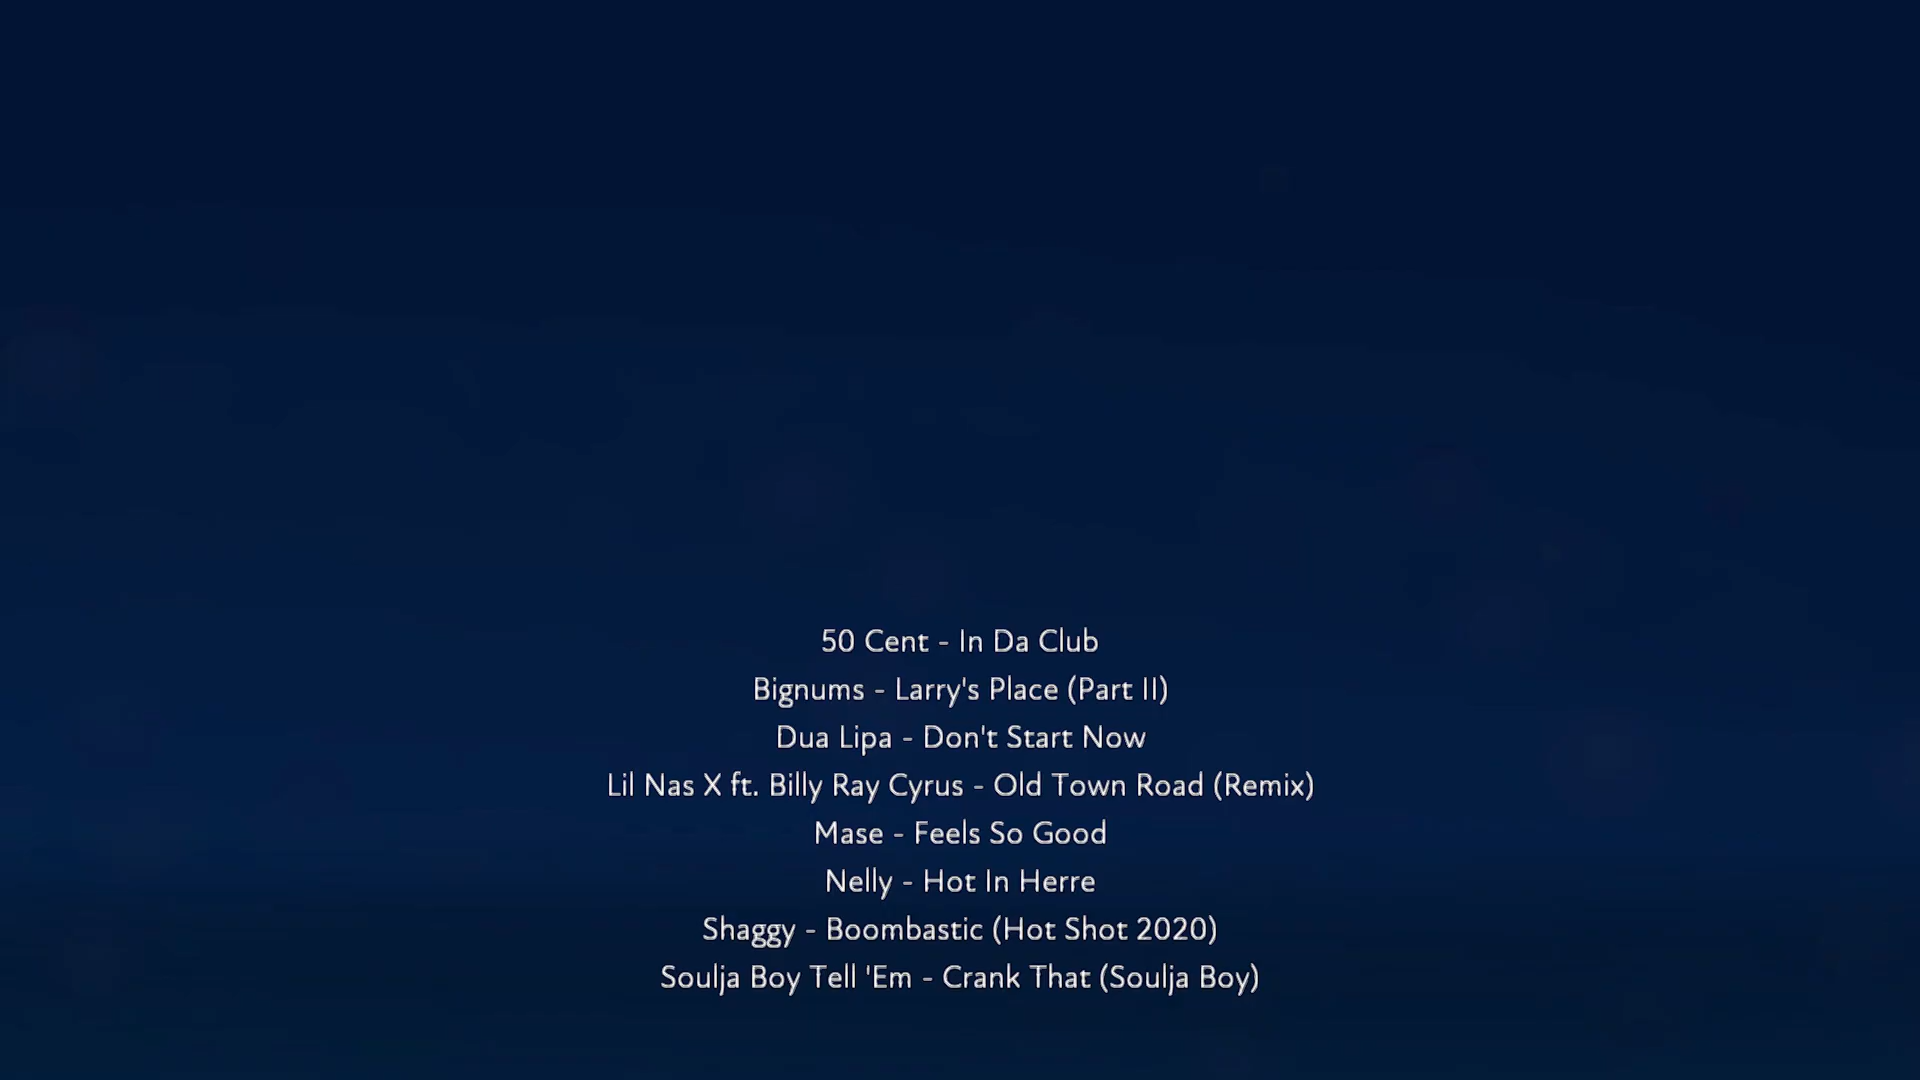 50 Cent - In Da Club
Bignums - Larry's Place (Part II)
Dua Lipa - Don't Start Now
Lil Nas X ft. Billy Ray Cyrus - Old Town Road (Remix)
Mase - Feels So Good
Nelly - Hot In Herre
Shaggy - Boombastic (Hot Shot 2020)
Soulja Boy Tell 'Em - Crank That (Soulja Boy)